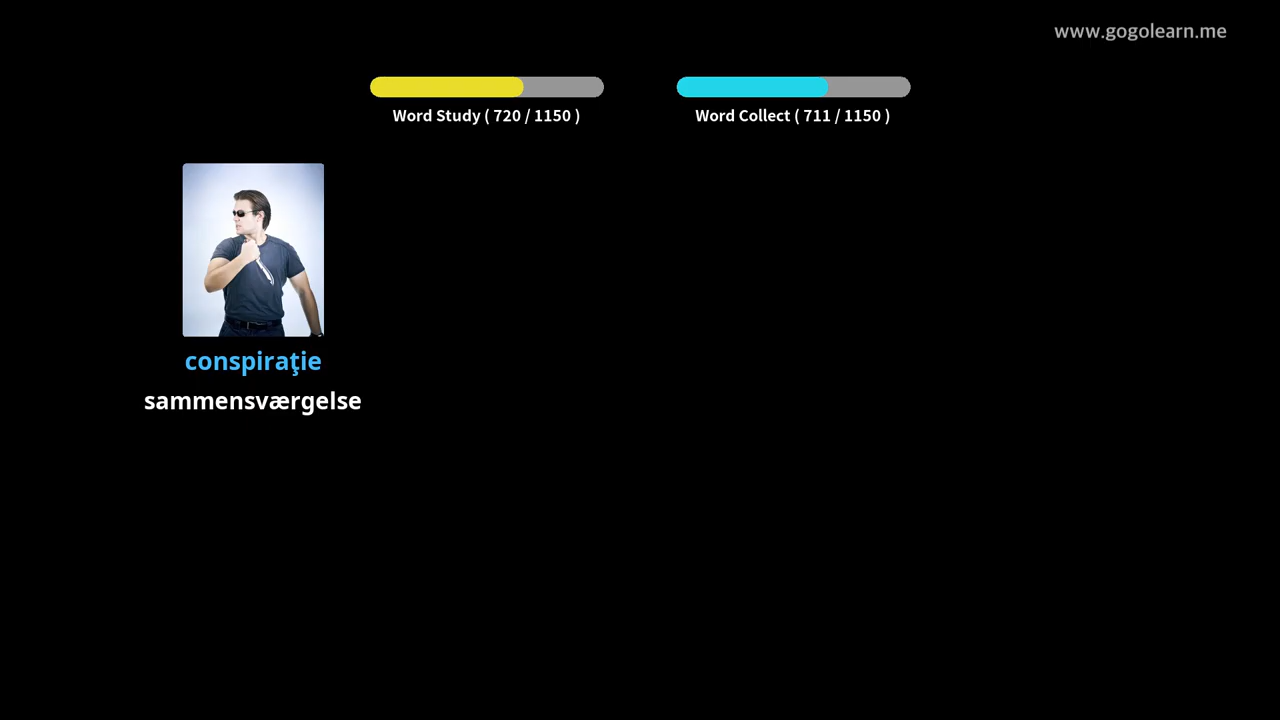 www.gogolearn.me
Word Study ( 720 / 1150 )
Word Collect ( 711 / 1150 )
conspiraţie
sammensværgelse